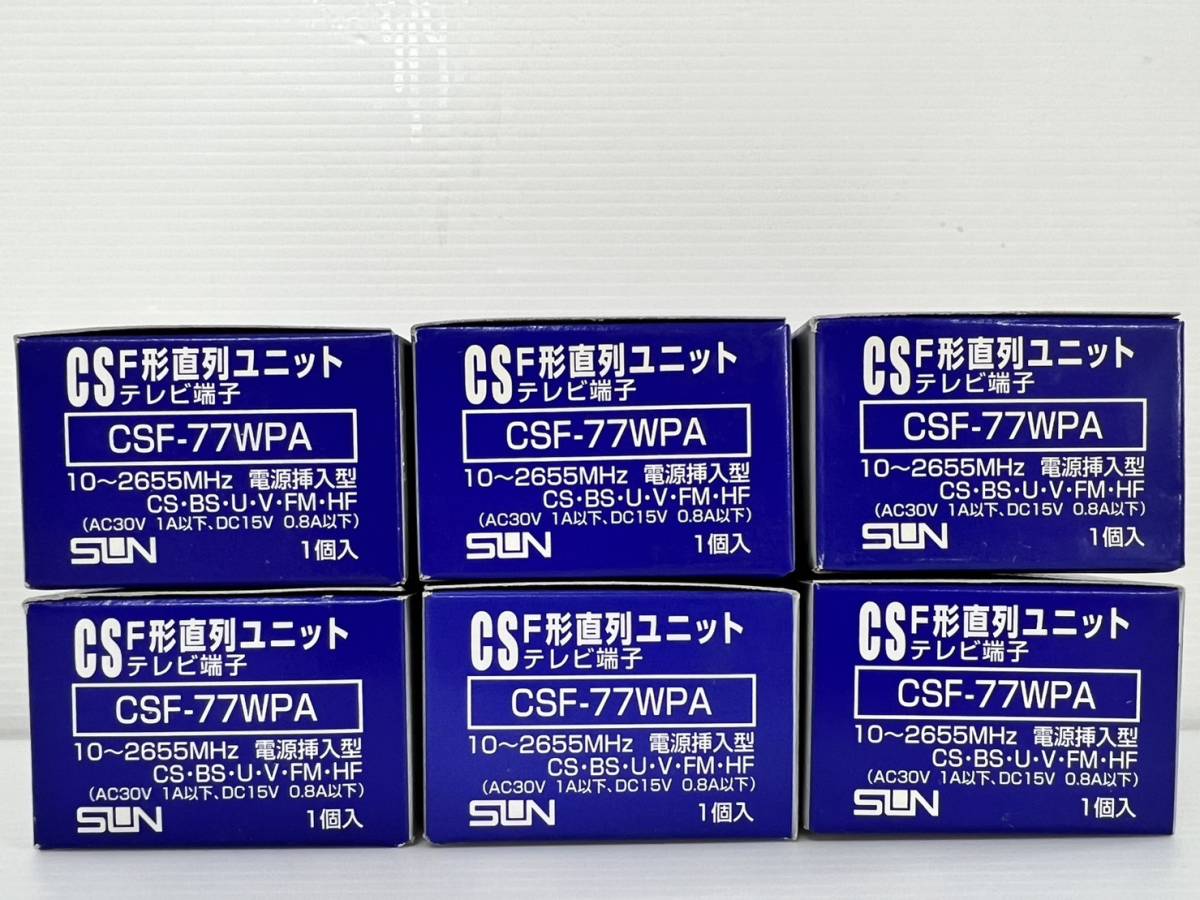 CS F形直列ユニット
テレビ端子
CSF-77WPA
10～2655MHz 電源挿入型
CS・BS・U・V・FM・HF
(AC30V 1A以下、DC15V 0.8A以下)
SUN 1個入
CS F形直列ユニット
テレビ端子
CSF-77WPA
10～2655MHz 電源挿入型
CS・BS・U・V・FM・HF
(AC30V 1A以下、DC15V 0.8A以下)
SUN 1個入
CS F形直列ユニット
テレビ端子
CSF-77WPA
10～2655MHz 電源挿入型
CS・BS・U・V・FM・HF
(AC30V 1A以下、DC15V 0.8A以下)
SUN 1個入
CS F形直列ユニット
テレビ端子
CSF-77WPA
10～2655MHz 電源挿入型
CS・BS・U・V・FM・HF
(AC30V 1A以下、DC15V 0.8A以下)
SUN 1個入
CS F形直列ユニット
テレビ端子
CSF-77WPA
10～2655MHz 電源挿入型
CS・BS・U・V・FM・HF
(AC30V 1A以下、DC15V 0.8A以下)
SUN 1個入
CS F形直列ユニット
テレビ端子
CSF-77WPA
10～2655MHz 電源挿入型
CS・BS・U・V・FM・HF
(AC30V 1A以下、DC15V 0.8A以下)
SUN 1個入